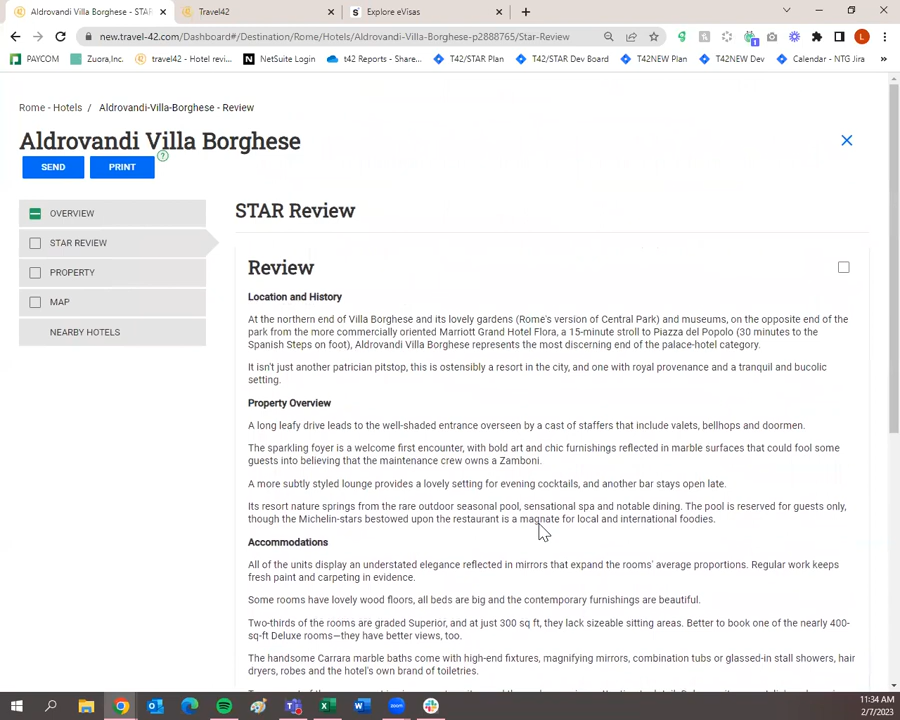 Aldrovandi Villa Borghese - STAR
Travel42
Explore eVisas
new.travel-42.com/Dashboard#/Destination/Rome/Hotels/Aldrovandi-Villa-Borghese-p2888765/Star-Review
PAYCOM
Zuora,Inc.
travel42 - Hotel revi...
NetSuite Login
t42 Reports - Share...
T42/STAR Plan
T42/STAR Dev Board
T42NEW Plan
T42NEW Dev
Calendar - NTG Jira
Rome - Hotels / Aldrovandi-Villa-Borghese - Review
Aldrovandi Villa Borghese
SEND
PRINT
OVERVIEW
STAR REVIEW
PROPERTY
MAP
NEARBY HOTELS
STAR Review
Review
Location and History
At the northern end of Villa Borghese and its lovely gardens (Rome's version of Central Park) and museums, on the opposite end of the
park from the more commercially oriented Marriott Grand Hotel Flora, a 15-minute stroll to Piazza del Popolo (30 minutes to the
Spanish Steps on foot), Aldrovandi Villa Borghese represents the most discerning end of the palace-hotel category.
It isn't just another patrician pitstop, this is ostensibly a resort in the city, and one with royal provenance and a tranquil and bucolic
setting.
Property Overview
A long leafy drive leads to the well-shaded entrance overseen by a cast of staffers that include valets, bellhops and doormen.
The sparkling foyer is a welcome first encounter, with bold art and chic furnishings reflected in marble surfaces that could fool some
guests into believing that the maintenance crew owns a Zamboni.
A more subtly styled lounge provides a lovely setting for evening cocktails, and another bar stays open late.
Its resort nature springs from the rare outdoor seasonal pool, sensational spa and notable dining. The pool is reserved for guests only,
though the Michelin-stars bestowed upon the restaurant is a magnate for local and international foodies.
Accommodations
All of the units display an understated elegance reflected in mirrors that expand the rooms' average proportions. Regular work keeps
fresh paint and carpeting in evidence.
Some rooms have lovely wood floors, all beds are big and the contemporary furnishings are beautiful.
Two-thirds of the rooms are graded Superior, and at just 300 sq ft, they lack sizeable sitting areas. Better to book one of the nearly 400-
sq-ft Deluxe rooms—they have better views, too.
The handsome Carrara marble baths come with high-end fixtures, magnifying mirrors, combination tubs or glassed-in stall showers, hair
dryers, robes and the hotel's own brand of toiletries.
11:34 AM
2/7/2023